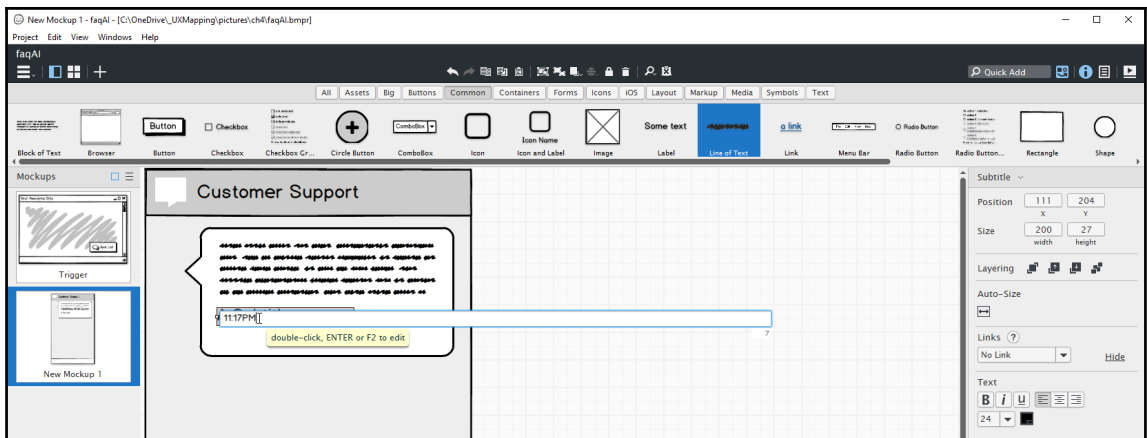 New Mockup 1 - faqAI - [C:\OneDrive\_UXMapping\pictures\ch4\faqAI.bmpr]
Project Edit View Windows Help
faqAI
Quick Add
All Assets Big Buttons Common Containers Forms Icons iOS Layout Markup Media Symbols Text
Button Checkbox ComboBox Icon Name Some text a link Radio Button
Block of Text Browser Button Checkbox Checkbox Gr... Circle Button ComboBox Icon Icon and Label Image Label Line of Text Link Menu Bar Radio Button Radio Button... Rectangle Shape
Mockups
Trigger
New Mockup 1
Customer Support
11:17PM
7
double-click, ENTER or F2 to edit
Subtitle
Position 111 204
X Y
Size 200 27
width height
Layering
Auto-Size
Links ?
No Link Hide
Text
B i U
24